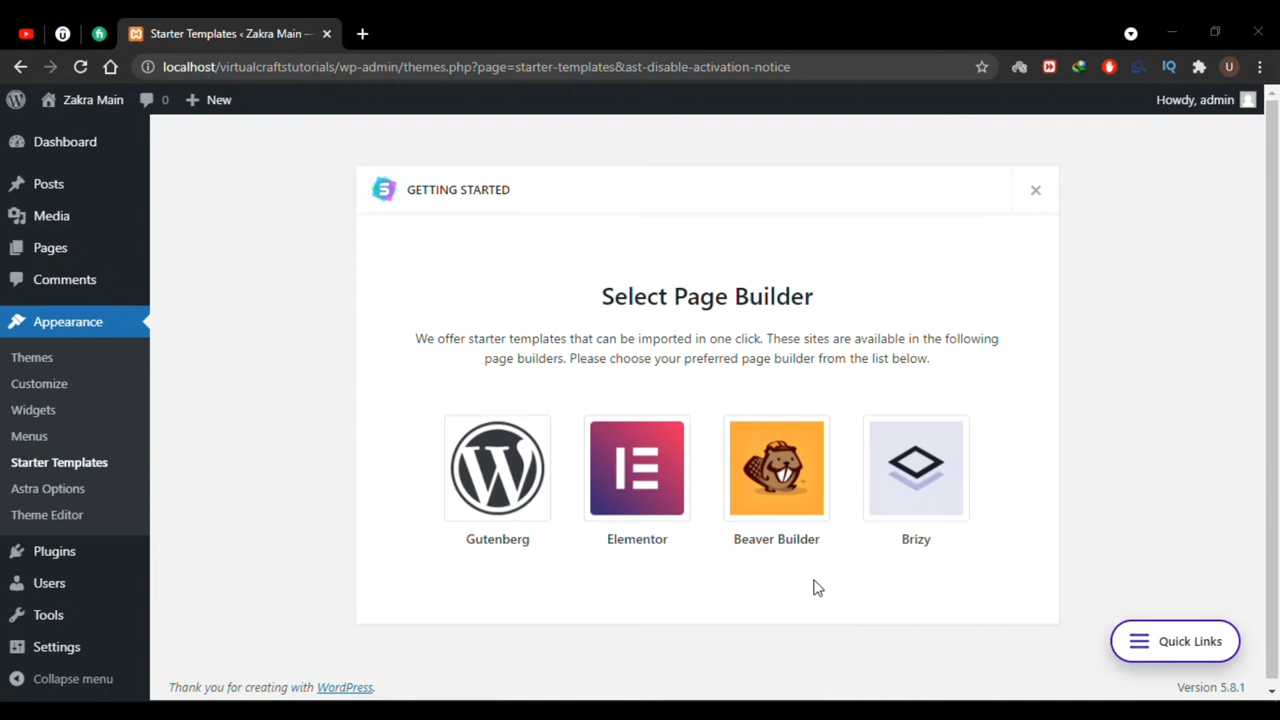 Starter Templates ‹ Zakra Main —
localhost/virtualcraftstutorials/wp-admin/themes.php?page=starter-templates&ast-disable-activation-notice
IQ
U
Zakra Main
0
New
Howdy, admin
Dashboard
Posts
Media
Pages
Comments
Appearance
Themes
Customize
Widgets
Menus
Starter Templates
Astra Options
Theme Editor
Plugins
Users
Tools
Settings
Collapse menu
GETTING STARTED
Select Page Builder
We offer starter templates that can be imported in one click. These sites are available in the following
page builders. Please choose your preferred page builder from the list below.
Gutenberg
Elementor
Beaver Builder
Brizy
Quick Links
Thank you for creating with WordPress.
Version 5.8.1